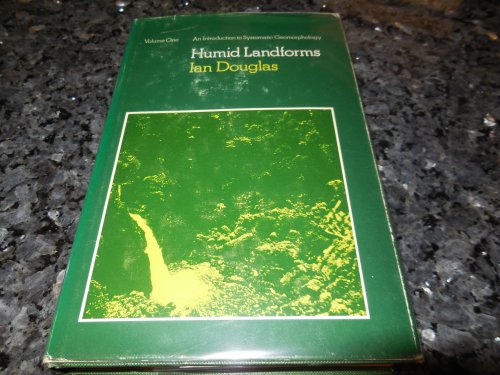 Volume One An Introduction to Systematic Geomorphology
Humid Landforms
Ian Douglas